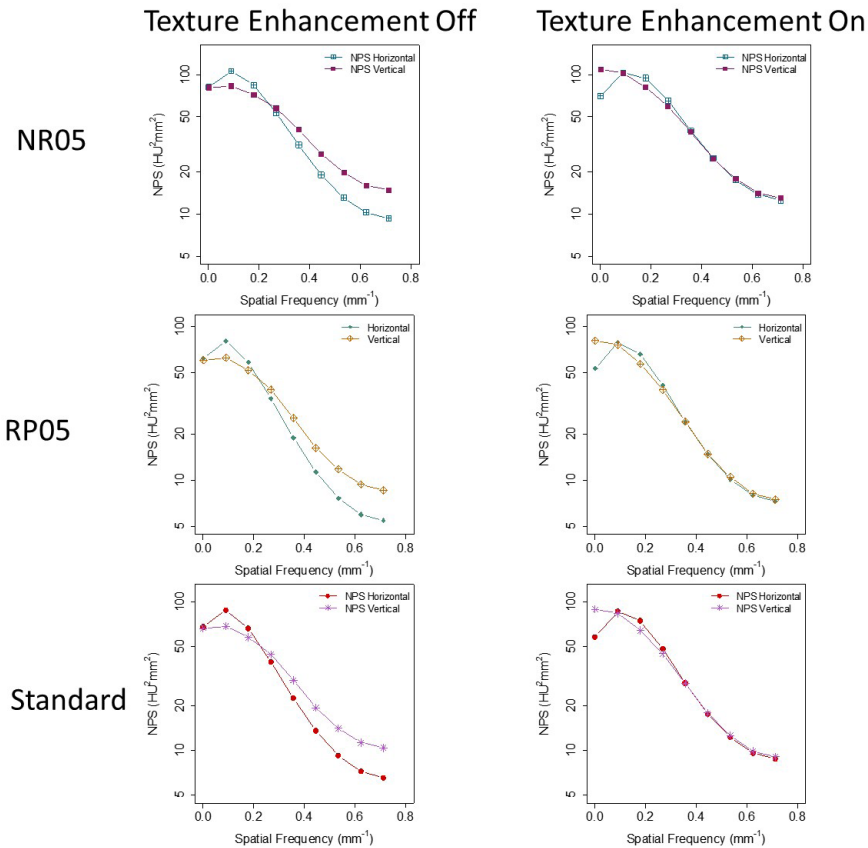 Texture Enhancement Off
Texture Enhancement On
NR05
NPS Horizontal
NPS Vertical
100
50
20
10
5
NPS (HU²mm²)
0.0 0.2 0.4 0.6 0.8
Spatial Frequency (mm⁻¹)
NPS Horizontal
NPS Vertical
100
50
20
10
5
NPS (HU²mm²)
0.0 0.2 0.4 0.6 0.8
Spatial Frequency (mm⁻¹)
RP05
Horizontal
Vertical
100
50
20
10
5
NPS (HU²mm²)
0.0 0.2 0.4 0.6 0.8
Spatial Frequency (mm⁻¹)
Horizontal
Vertical
100
50
20
10
5
NPS (HU²mm²)
0.0 0.2 0.4 0.6 0.8
Spatial Frequency (mm⁻¹)
Standard
NPS Horizontal
NPS Vertical
100
50
20
10
5
NPS (HU²mm²)
0.0 0.2 0.4 0.6 0.8
Spatial Frequency (mm⁻¹)
NPS Horizontal
NPS Vertical
100
50
20
10
5
NPS (HU²mm²)
0.0 0.2 0.4 0.6 0.8
Spatial Frequency (mm⁻¹)